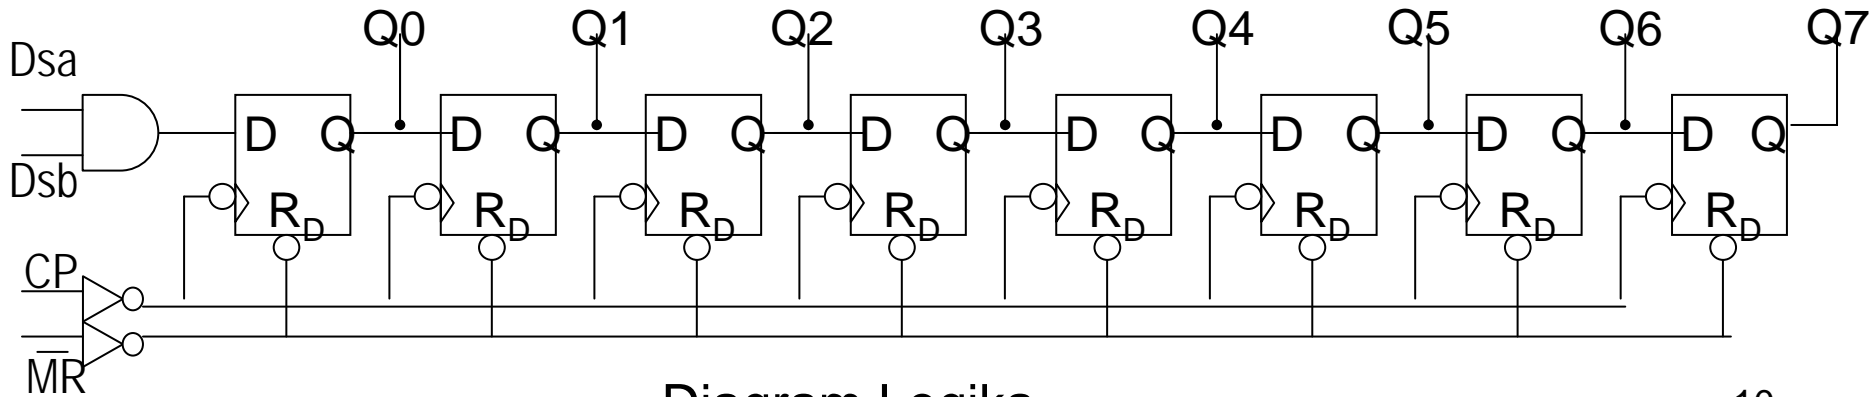 Q0 Q1 Q2 Q3 Q4 Q5 Q6 Q7
Dsa
D Q D Q D Q D Q D Q D Q D Q D Q
Dsb
RD RD RD RD RD RD RD RD
CP
M̅R̅
Diagram Logika
10